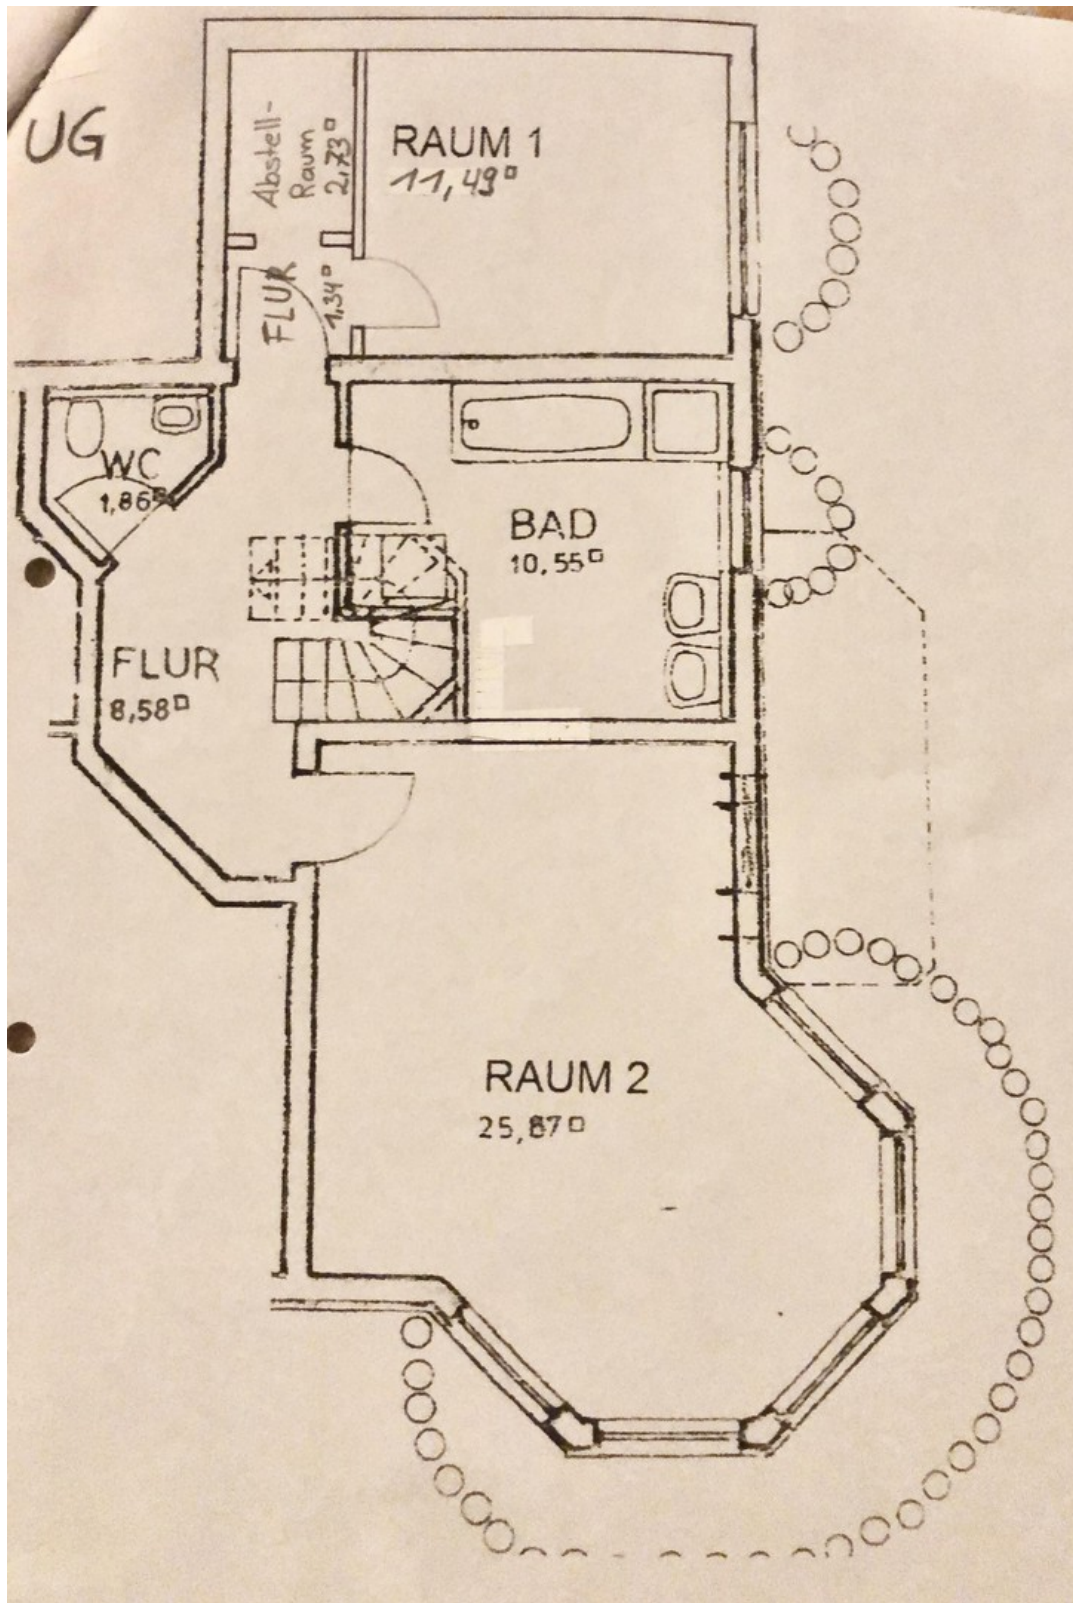 UG
Abstell-
Raum
2,73□
RAUM 1
11,49□
FLUR
1,34□
WC
1,86□
BAD
10,55□
FLUR
8,58□
RAUM 2
25,87□